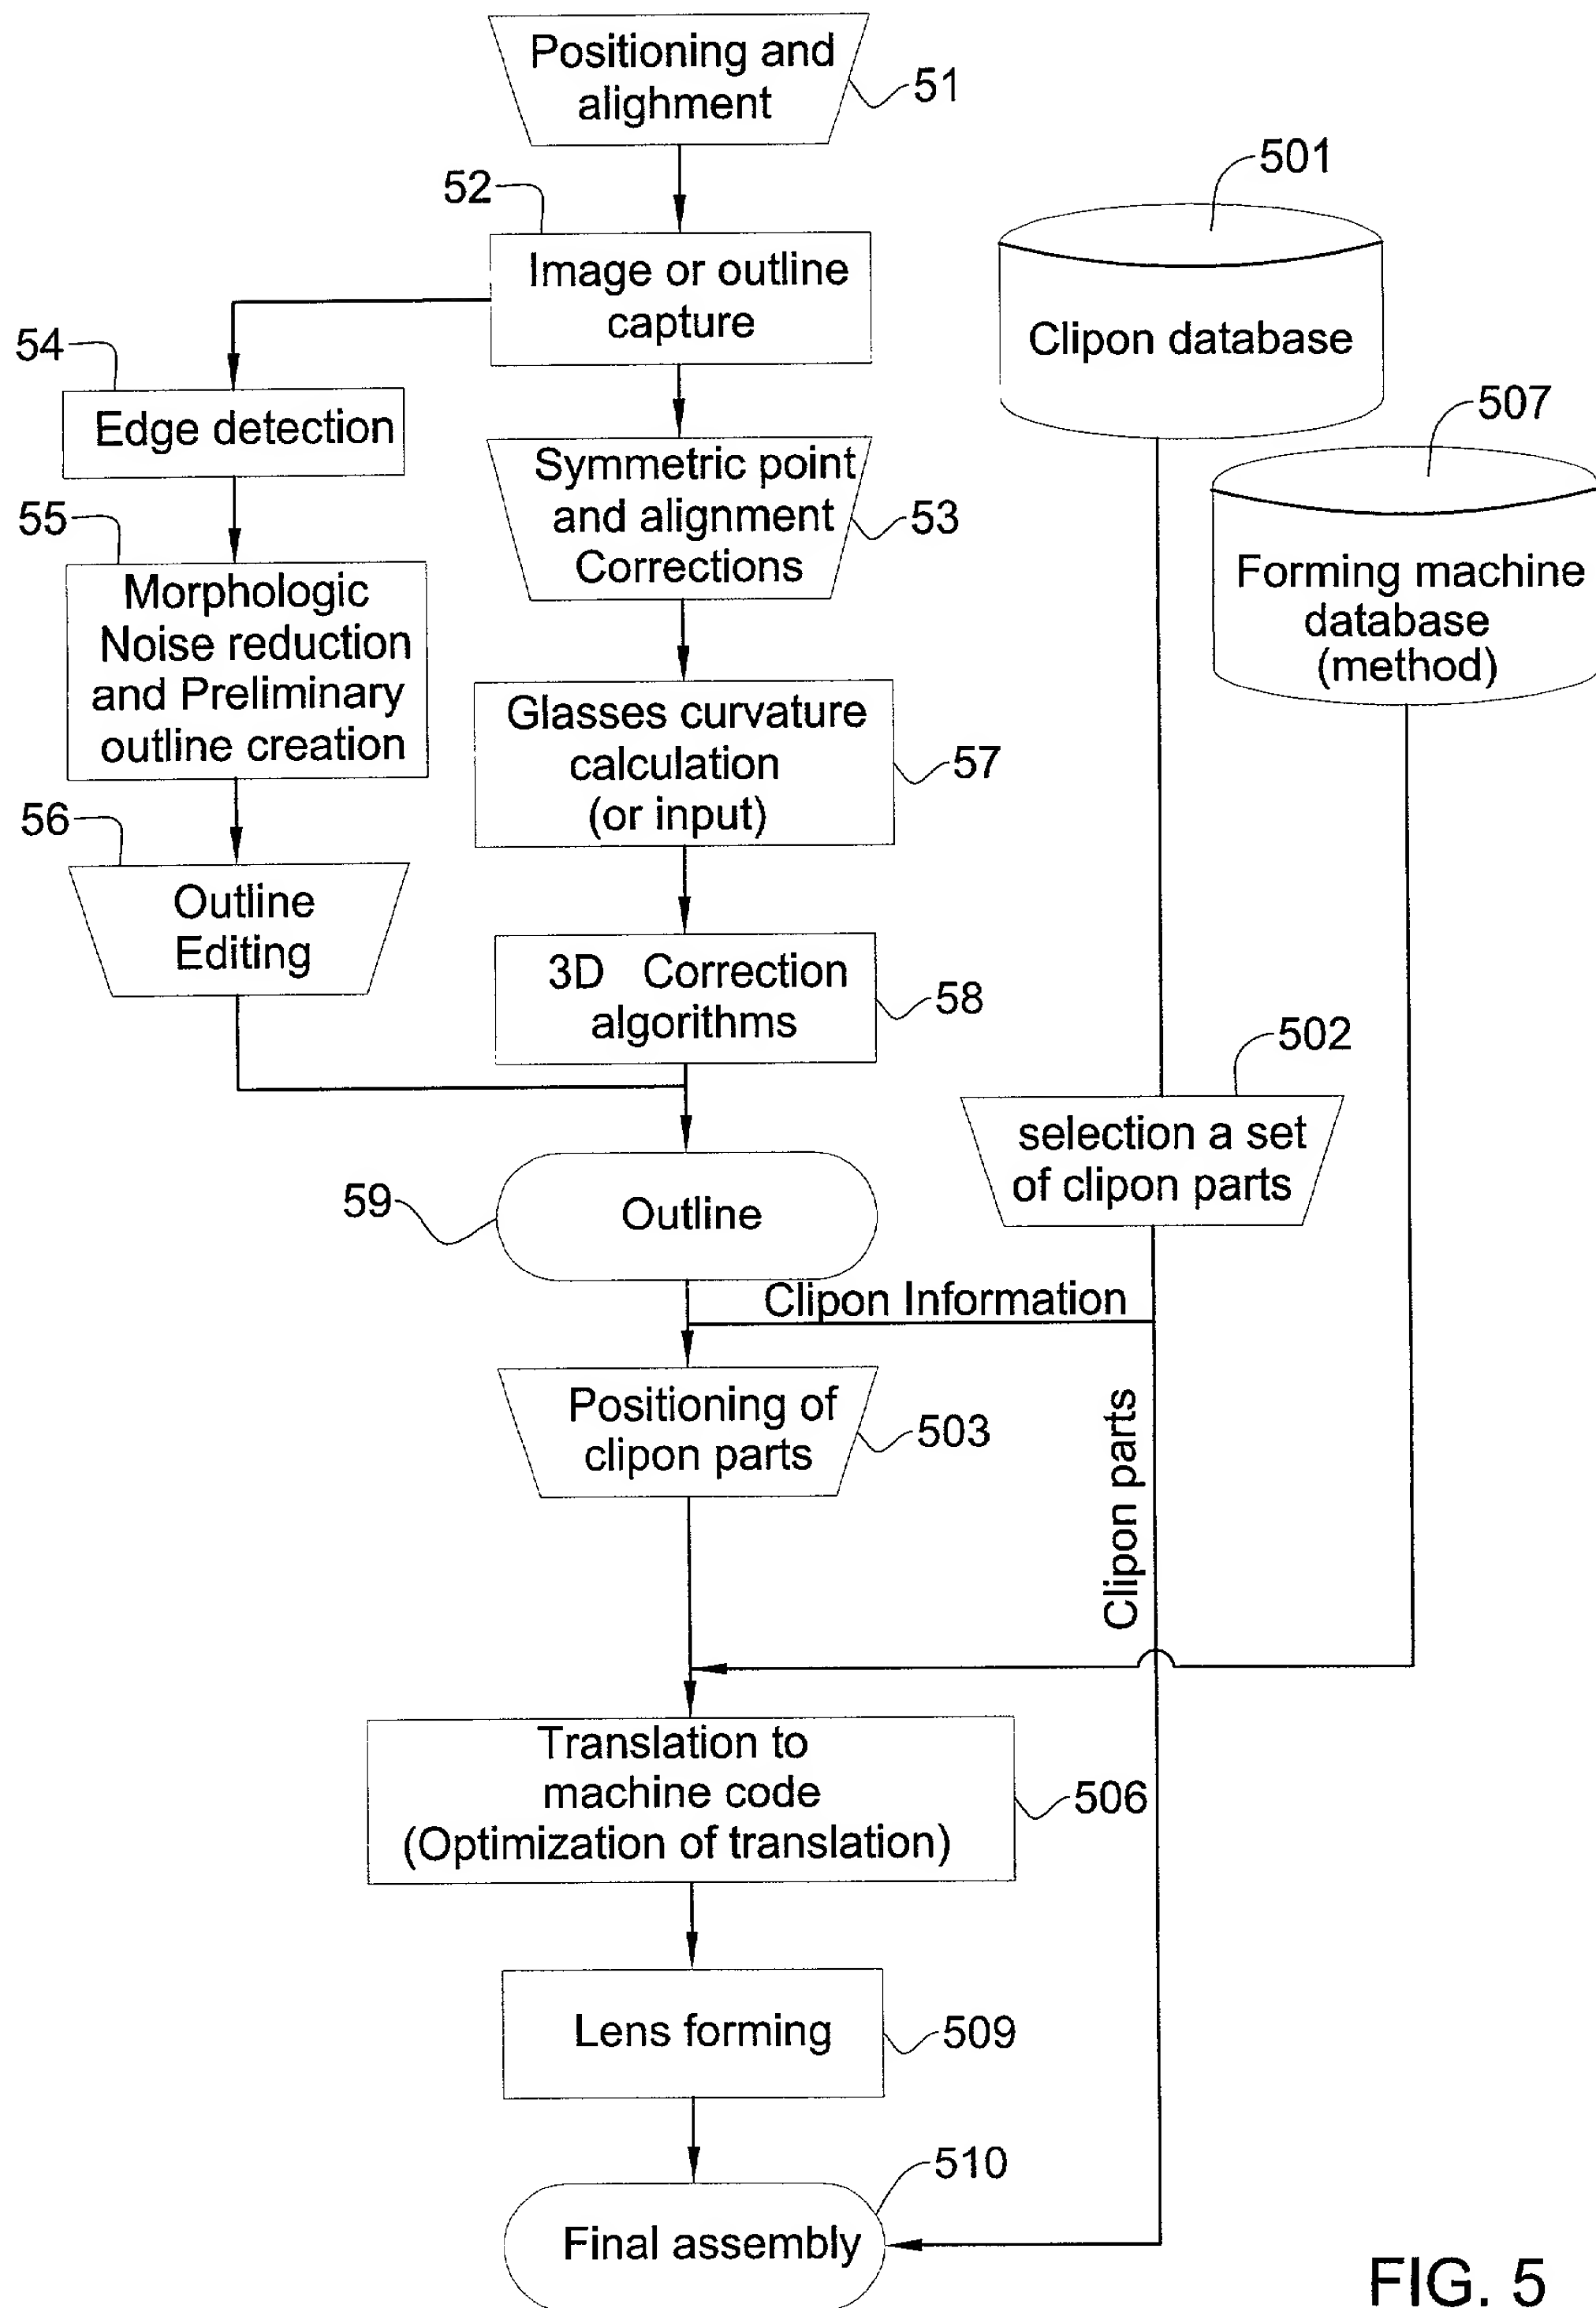 Positioning and
alighment
51
52
501
Image or outline
capture
Clipon database
54
Edge detection
507
Symmetric point
and alignment
Corrections
53
55
Morphologic
Noise reduction
and Preliminary
outline creation
Forming machine
database
(method)
Glasses curvature
calculation
(or input)
57
56
Outline
Editing
3D Correction
algorithms
58
502
selection a set
of clipon parts
59
Outline
Clipon Information
Positioning of
clipon parts
503
Clipon parts
Translation to
machine code
(Optimization of translation)
506
Lens forming
509
510
Final assembly
FIG. 5